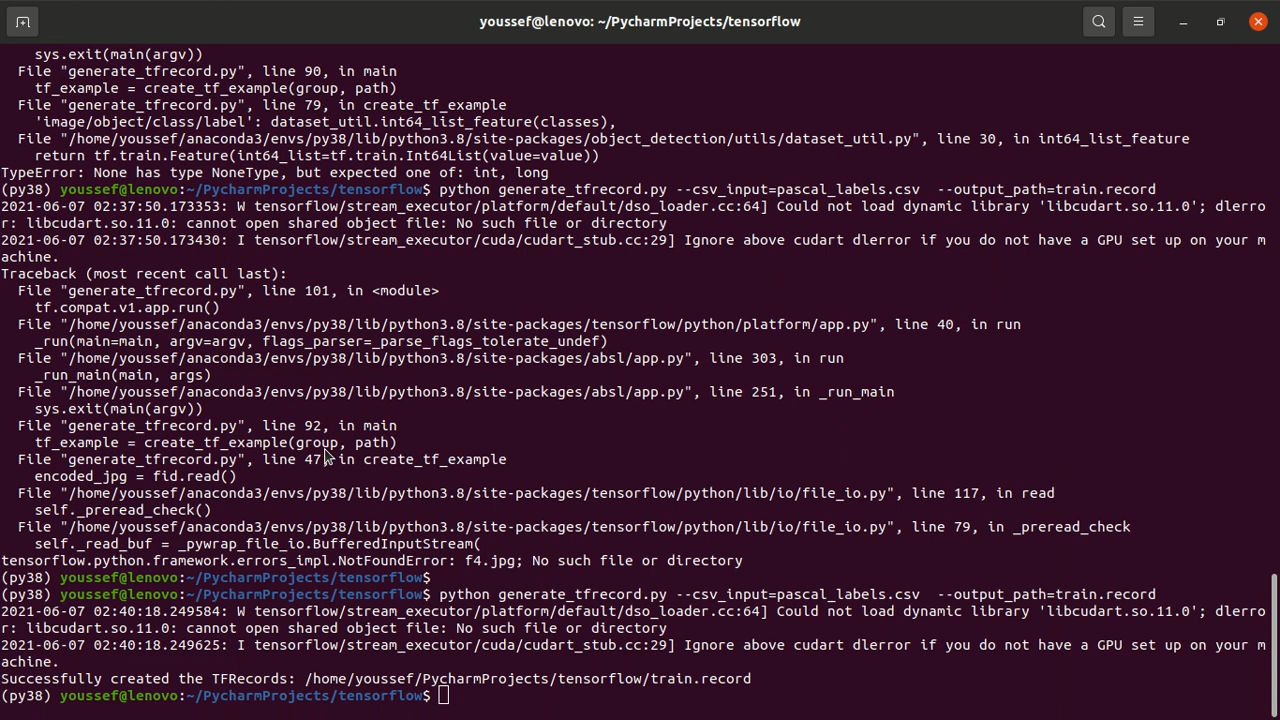 youssef@lenovo: ~/PycharmProjects/tensorflow
    sys.exit(main(argv))
  File "generate_tfrecord.py", line 90, in main
    tf_example = create_tf_example(group, path)
  File "generate_tfrecord.py", line 79, in create_tf_example
    'image/object/class/label': dataset_util.int64_list_feature(classes),
  File "/home/youssef/anaconda3/envs/py38/lib/python3.8/site-packages/object_detection/utils/dataset_util.py", line 30, in int64_list_feature
    return tf.train.Feature(int64_list=tf.train.Int64List(value=value))
TypeError: None has type NoneType, but expected one of: int, long
(py38) youssef@lenovo:~/PycharmProjects/tensorflow$ python generate_tfrecord.py --csv_input=pascal_labels.csv  --output_path=train.record
2021-06-07 02:37:50.173353: W tensorflow/stream_executor/platform/default/dso_loader.cc:64] Could not load dynamic library 'libcudart.so.11.0'; dlerro
r: libcudart.so.11.0: cannot open shared object file: No such file or directory
2021-06-07 02:37:50.173430: I tensorflow/stream_executor/cuda/cudart_stub.cc:29] Ignore above cudart dlerror if you do not have a GPU set up on your m
achine.
Traceback (most recent call last):
  File "generate_tfrecord.py", line 101, in <module>
    tf.compat.v1.app.run()
  File "/home/youssef/anaconda3/envs/py38/lib/python3.8/site-packages/tensorflow/python/platform/app.py", line 40, in run
    _run(main=main, argv=argv, flags_parser=_parse_flags_tolerate_undef)
  File "/home/youssef/anaconda3/envs/py38/lib/python3.8/site-packages/absl/app.py", line 303, in run
    _run_main(main, args)
  File "/home/youssef/anaconda3/envs/py38/lib/python3.8/site-packages/absl/app.py", line 251, in _run_main
    sys.exit(main(argv))
  File "generate_tfrecord.py", line 92, in main
    tf_example = create_tf_example(group, path)
  File "generate_tfrecord.py", line 47, in create_tf_example
    encoded_jpg = fid.read()
  File "/home/youssef/anaconda3/envs/py38/lib/python3.8/site-packages/tensorflow/python/lib/io/file_io.py", line 117, in read
    self._preread_check()
  File "/home/youssef/anaconda3/envs/py38/lib/python3.8/site-packages/tensorflow/python/lib/io/file_io.py", line 79, in _preread_check
    self._read_buf = _pywrap_file_io.BufferedInputStream(
tensorflow.python.framework.errors_impl.NotFoundError: f4.jpg; No such file or directory
(py38) youssef@lenovo:~/PycharmProjects/tensorflow$
(py38) youssef@lenovo:~/PycharmProjects/tensorflow$ python generate_tfrecord.py --csv_input=pascal_labels.csv  --output_path=train.record
2021-06-07 02:40:18.249584: W tensorflow/stream_executor/platform/default/dso_loader.cc:64] Could not load dynamic library 'libcudart.so.11.0'; dlerro
r: libcudart.so.11.0: cannot open shared object file: No such file or directory
2021-06-07 02:40:18.249625: I tensorflow/stream_executor/cuda/cudart_stub.cc:29] Ignore above cudart dlerror if you do not have a GPU set up on your m
achine.
Successfully created the TFRecords: /home/youssef/PycharmProjects/tensorflow/train.record
(py38) youssef@lenovo:~/PycharmProjects/tensorflow$